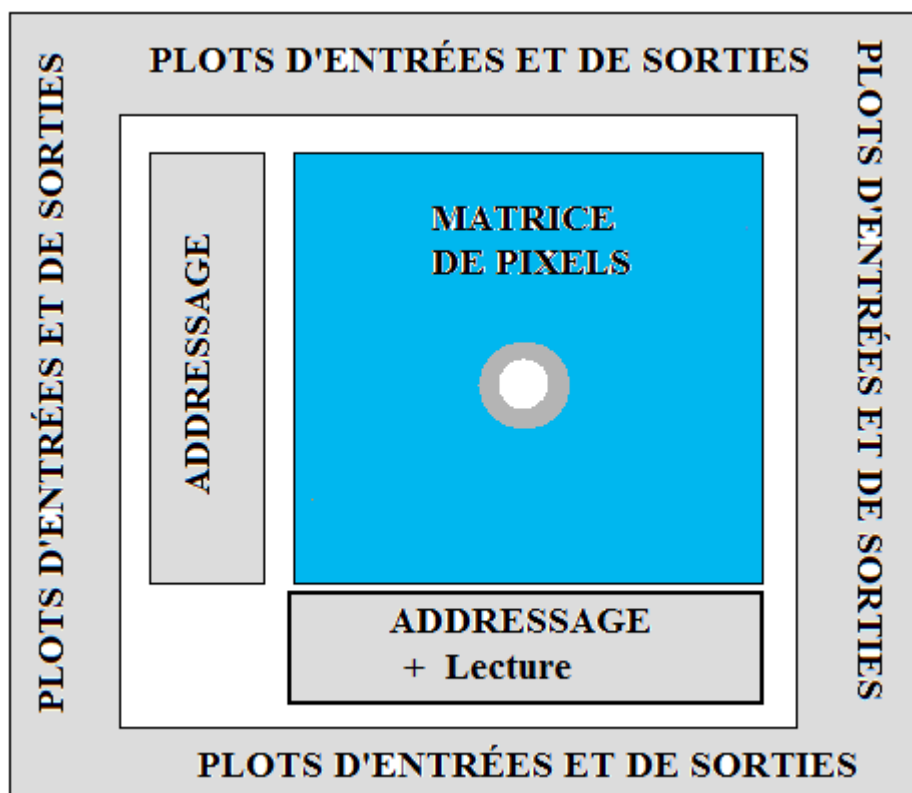 PLOTS D'ENTRÉES ET DE SORTIES
PLOTS D'ENTRÉES ET DE SORTIES
PLOTS D'ENTRÉES ET DE SORTIES
ADDRESSAGE
MATRICE
DE PIXELS
ADDRESSAGE
+ Lecture
PLOTS D'ENTRÉES ET DE SORTIES